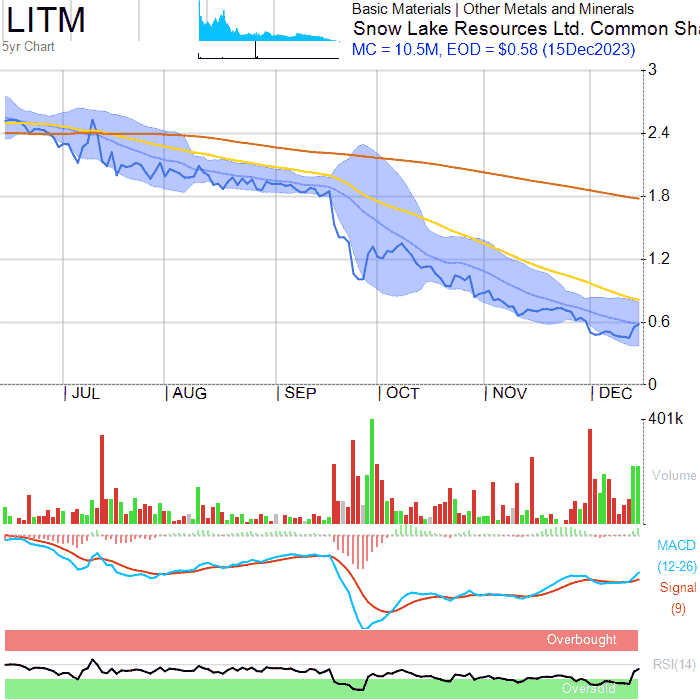 LITM
5yr Chart
Basic Materials | Other Metals and Minerals
Snow Lake Resources Ltd. Common Sha
MC = 10.5M, EOD = $0.58 (15Dec2023)
3
2.4
1.8
1.2
0.6
0
JUL AUG SEP OCT NOV DEC
401k
Volume
MACD
(12-26)
Signal
(9)
Overbought
RSI(14)
Oversold